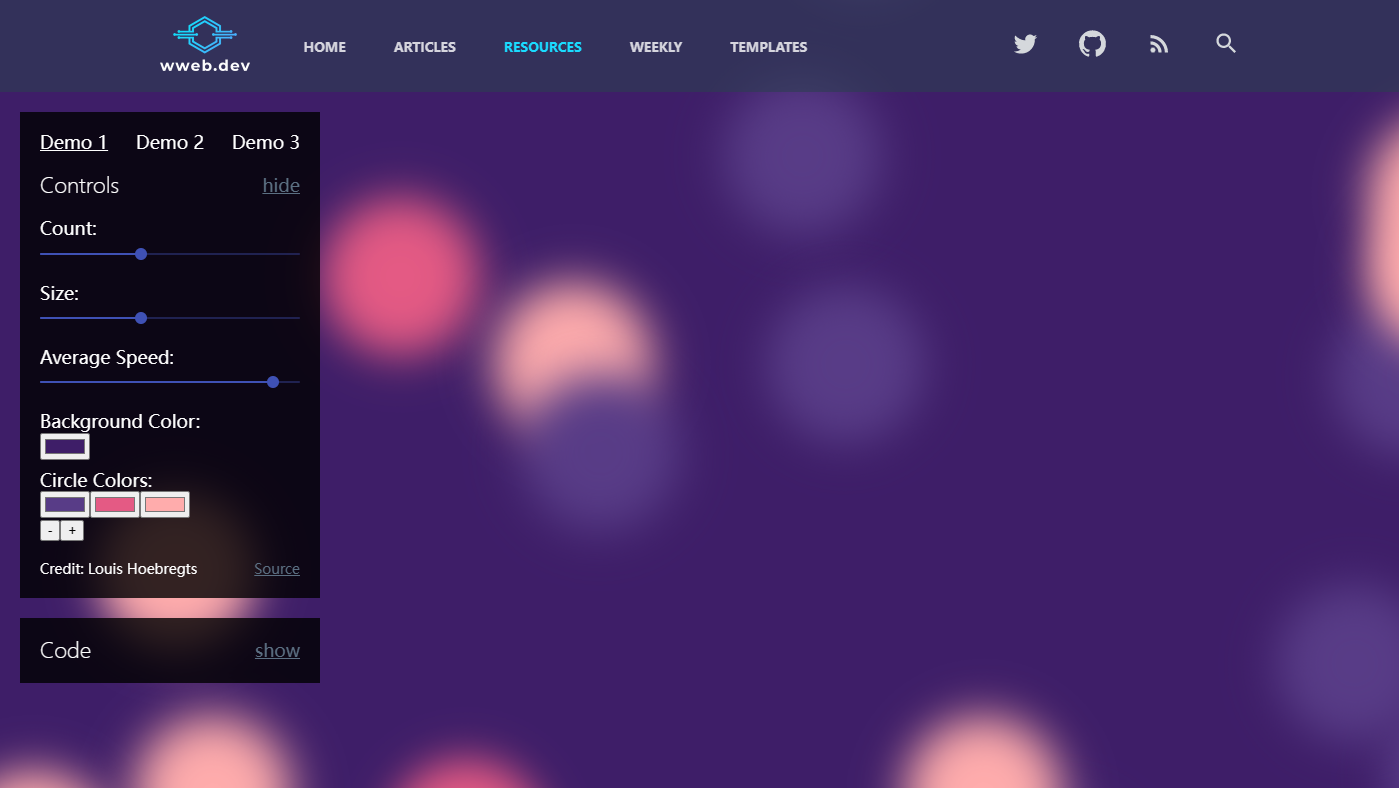 wweb.dev
HOME ARTICLES RESOURCES WEEKLY TEMPLATES
Demo 1 Demo 2 Demo 3
Controls hide
Count:
Size:
Average Speed:
Background Color:
Circle Colors:
- +
Credit: Louis Hoebregts Source
Code show